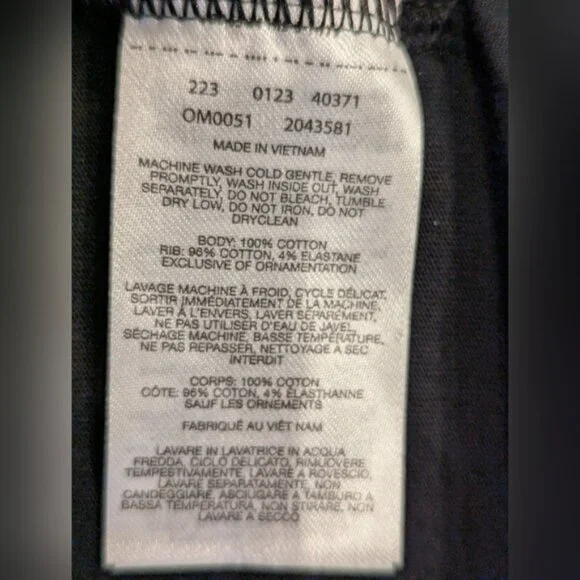 223 0123 40371
OM0051 2043581
MADE IN VIETNAM
MACHINE WASH COLD GENTLE, REMOVE
PROMPTLY, WASH INSIDE OUT, WASH
SEPARATELY, DO NOT BLEACH, TUMBLE
DRY LOW, DO NOT IRON, DO NOT
DRYCLEAN
BODY: 100% COTTON
RIB: 96% COTTON, 4% ELASTANE
EXCLUSIVE OF ORNAMENTATION
LAVAGE MACHINE À FROID, CYCLE DÉLICAT,
SORTIR IMMÉDIATEMENT DE LA MACHINE,
LAVER À L'ENVERS, LAVER SÉPAREMENT,
NE PAS UTILISER D'EAU DE JAVEL,
SÉCHAGE MACHINE, BASSE TEMPÉRATURE,
NE PAS REPASSER, NETTOYAGE A SEC
INTERDIT
CORPS: 100% COTON
CÔTE: 96% COTON, 4% ÉLASTHANNE
SAUF LES ORNEMENTS
FABRIQUÉ AU VIÊT NAM
LAVARE IN LAVATRICE IN ACQUA
FREDDA, CICLO DELICATO, RIMUOVERE
TEMPESTIVAMENTE, LAVARE A ROVESCIO,
LAVARE SEPARATAMENTE, NON
CANDEGGIARE, ASCIUGARE A TAMBURO A
BASSA TEMPERATURA, NON STIRARE, NON
LAVARE A SECCO